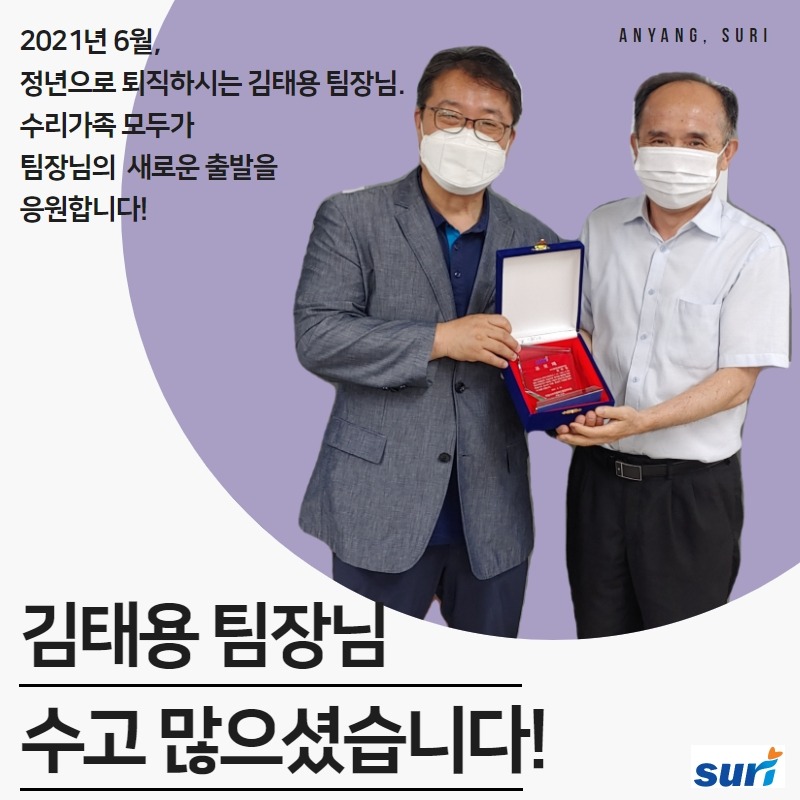 2021년 6월,
정년으로 퇴직하시는 김태용 팀장님.
수리가족 모두가
팀장님의 새로운 출발을
응원합니다!
ANYANG, SURI
김태용 팀장님
수고 많으셨습니다!
suri